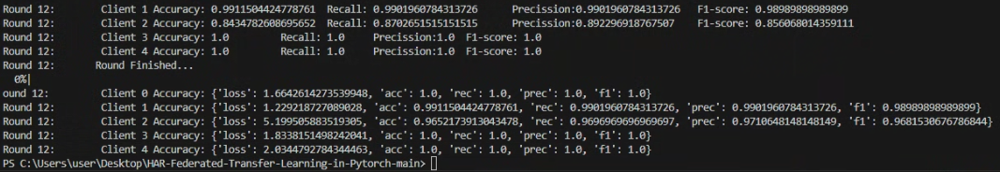 Round 12: Client 1 Accuracy: 0.9911504424778761 Recall: 0.9901960784313726 Precission:0.9901960784313726 F1-score: 0.98989898989899
Round 12: Client 2 Accuracy: 0.8434782608695652 Recall: 0.8702651515151515 Precission:0.892296918767507 F1-score: 0.856068014359111
Round 12: Client 3 Accuracy: 1.0 Recall: 1.0 Precission:1.0 F1-score: 1.0
Round 12: Client 4 Accuracy: 1.0 Recall: 1.0 Precission:1.0 F1-score: 1.0
Round 12: Round Finished...
0%|
ound 12: Client 0 Accuracy: {'loss': 1.6642614273539948, 'acc': 1.0, 'rec': 1.0, 'prec': 1.0, 'f1': 1.0}
Round 12: Client 1 Accuracy: {'loss': 1.229218727089028, 'acc': 0.9911504424778761, 'rec': 0.9901960784313726, 'prec': 0.9901960784313726, 'f1': 0.98989898989899}
Round 12: Client 2 Accuracy: {'loss': 5.199505883519305, 'acc': 0.9652173913043478, 'rec': 0.9696969696969697, 'prec': 0.9710648148148149, 'f1': 0.9681530676786844}
Round 12: Client 3 Accuracy: {'loss': 1.8338151498242041, 'acc': 1.0, 'rec': 1.0, 'prec': 1.0, 'f1': 1.0}
Round 12: Client 4 Accuracy: {'loss': 2.0344792784344463, 'acc': 1.0, 'rec': 1.0, 'prec': 1.0, 'f1': 1.0}
PS C:\Users\user\Desktop\HAR-Federated-Transfer-Learning-in-Pytorch-main>